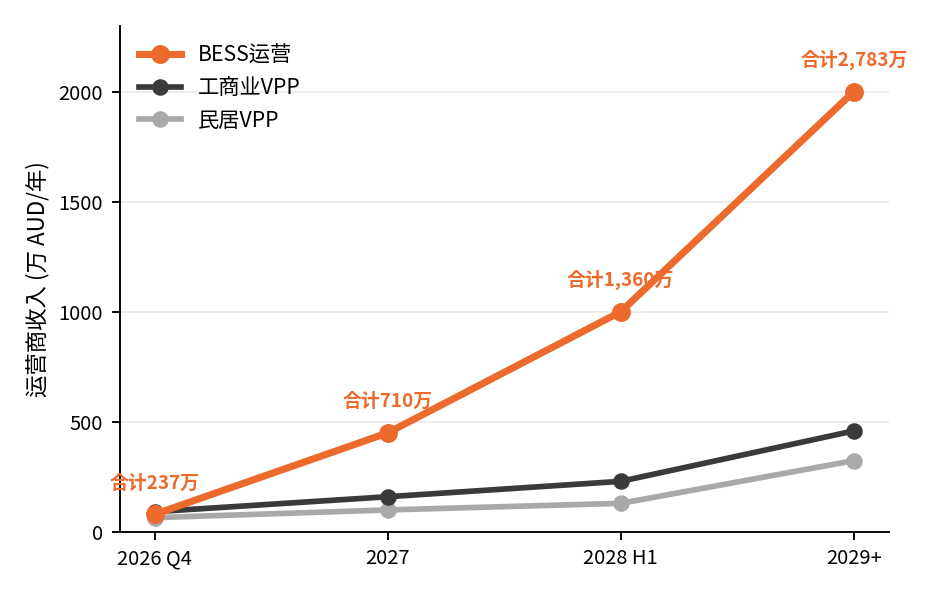 BESS运营
工商业VPP
民居VPP
合计2,783万
合计1,360万
合计710万
合计237万
运营商收入 (万 AUD/年)
2000
1500
1000
500
0
2026 Q4
2027
2028 H1
2029+